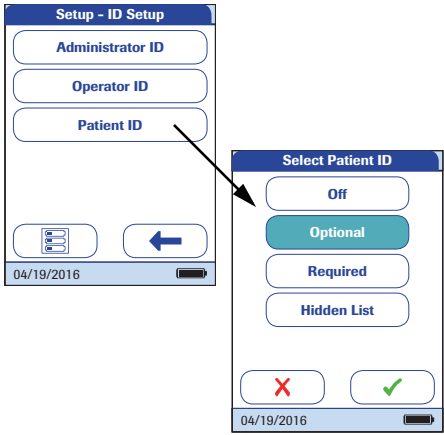 Setup - ID Setup
Administrator ID
Operator ID
Patient ID
04/19/2016
Select Patient ID
Off
Optional
Required
Hidden List
04/19/2016